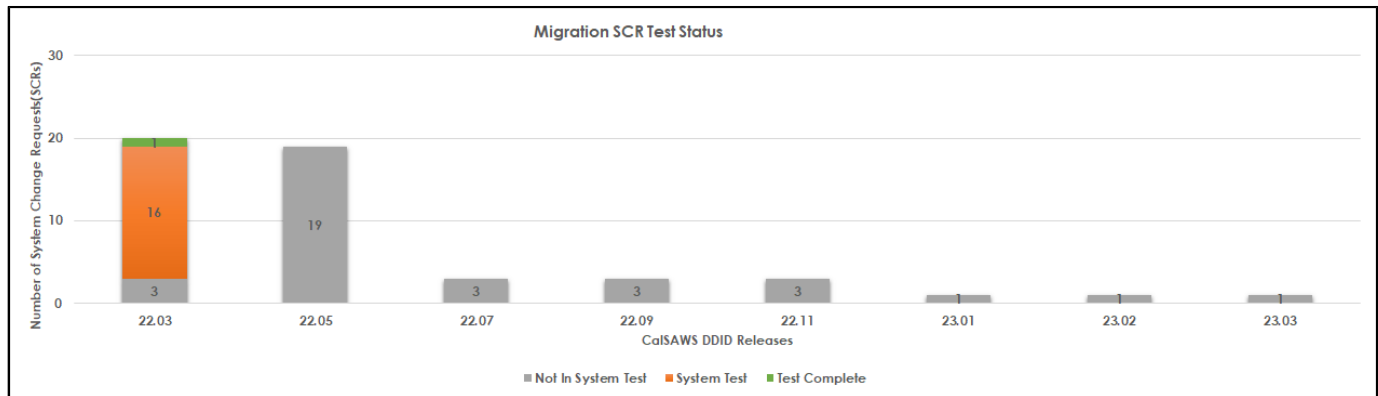 Migration SCR Test Status
Number of System Change Requests(SCRs)
30
20
10
0
1
16
3
19
3
3
3
1
1
1
22.03 22.05 22.07 22.09 22.11 23.01 23.02 23.03
CalSAWS DDID Releases
Not In System Test System Test Test Complete